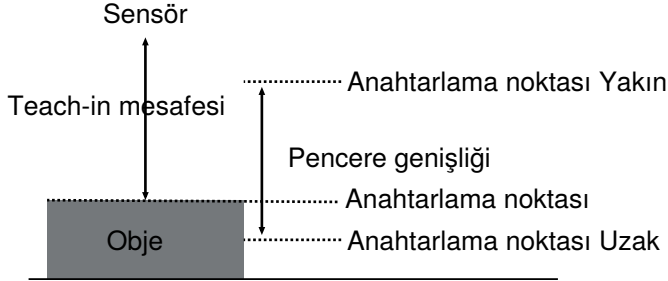 Sensör
Anahtarlama noktası Yakın
Teach-in mesafesi
Pencere genişliği
Anahtarlama noktası
Obje
Anahtarlama noktası Uzak